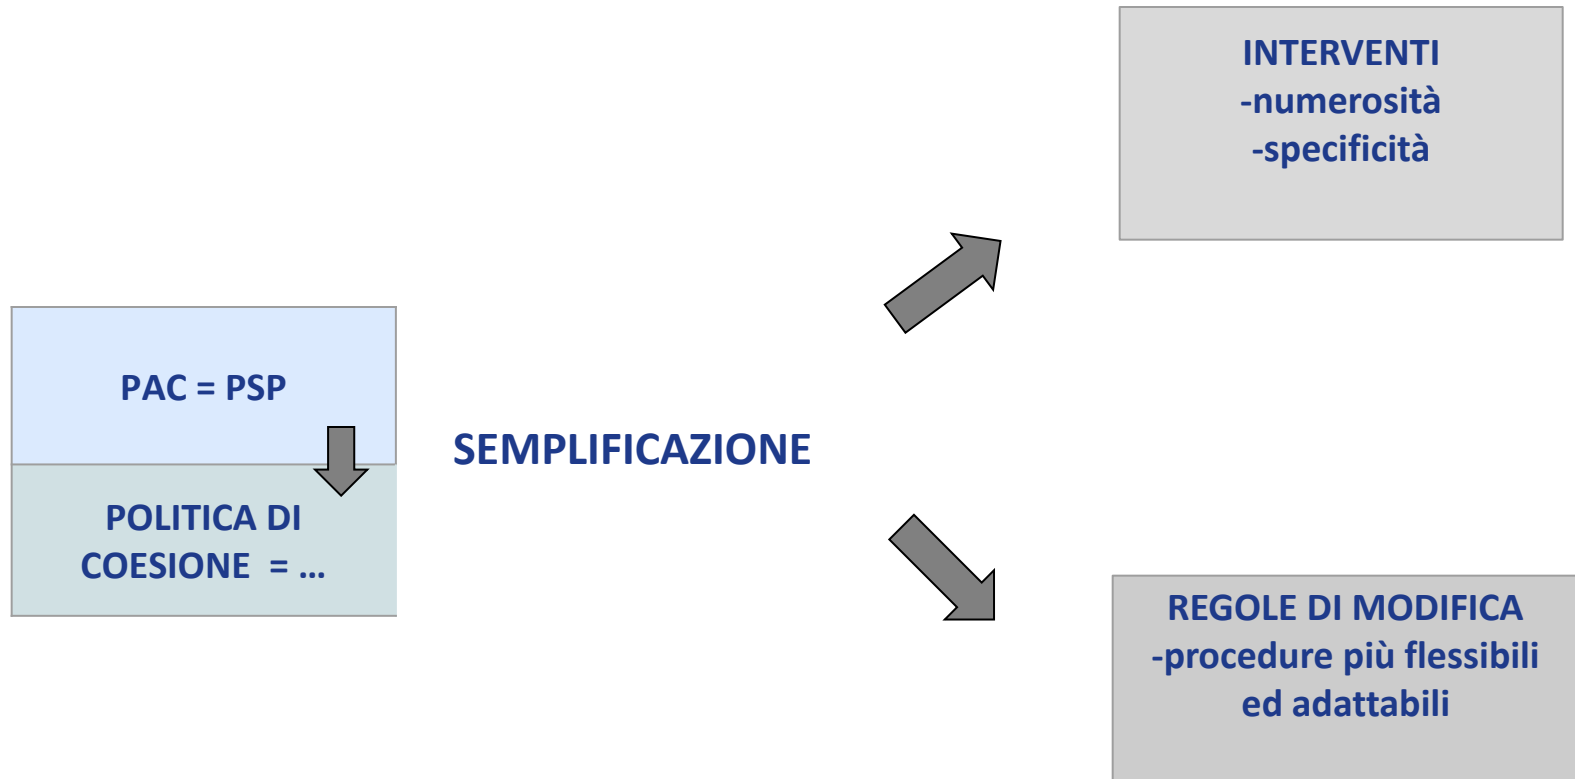 INTERVENTI
-numerosità
-specificità
PAC = PSP
POLITICA DI
COESIONE = ...
SEMPLIFICAZIONE
REGOLE DI MODIFICA
-procedure più flessibili
ed adattabili